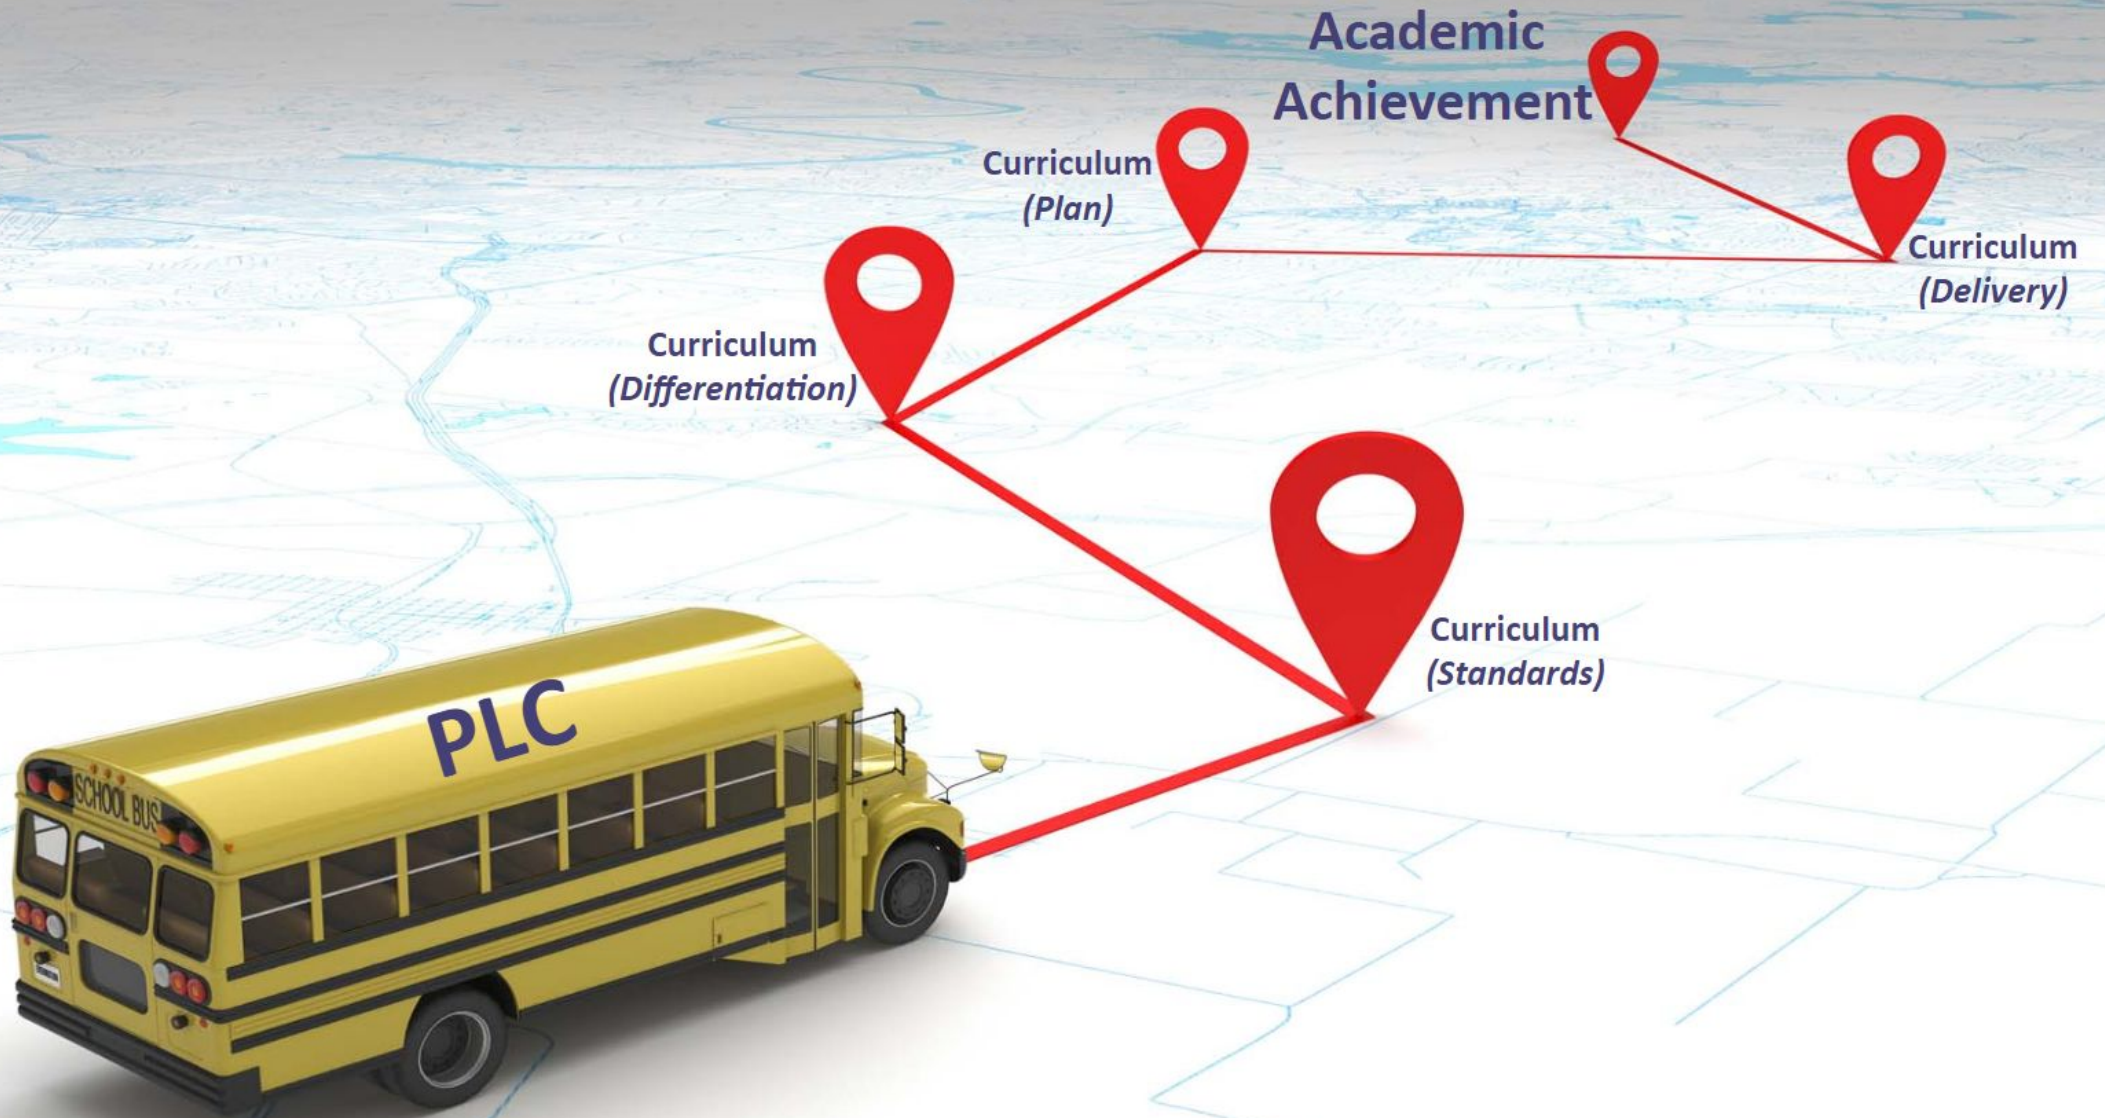 Academic
Achievement
Curriculum
(Plan)
Curriculum
(Delivery)
Curriculum
(Differentiation)
Curriculum
(Standards)
PLC
SCHOOL BUS